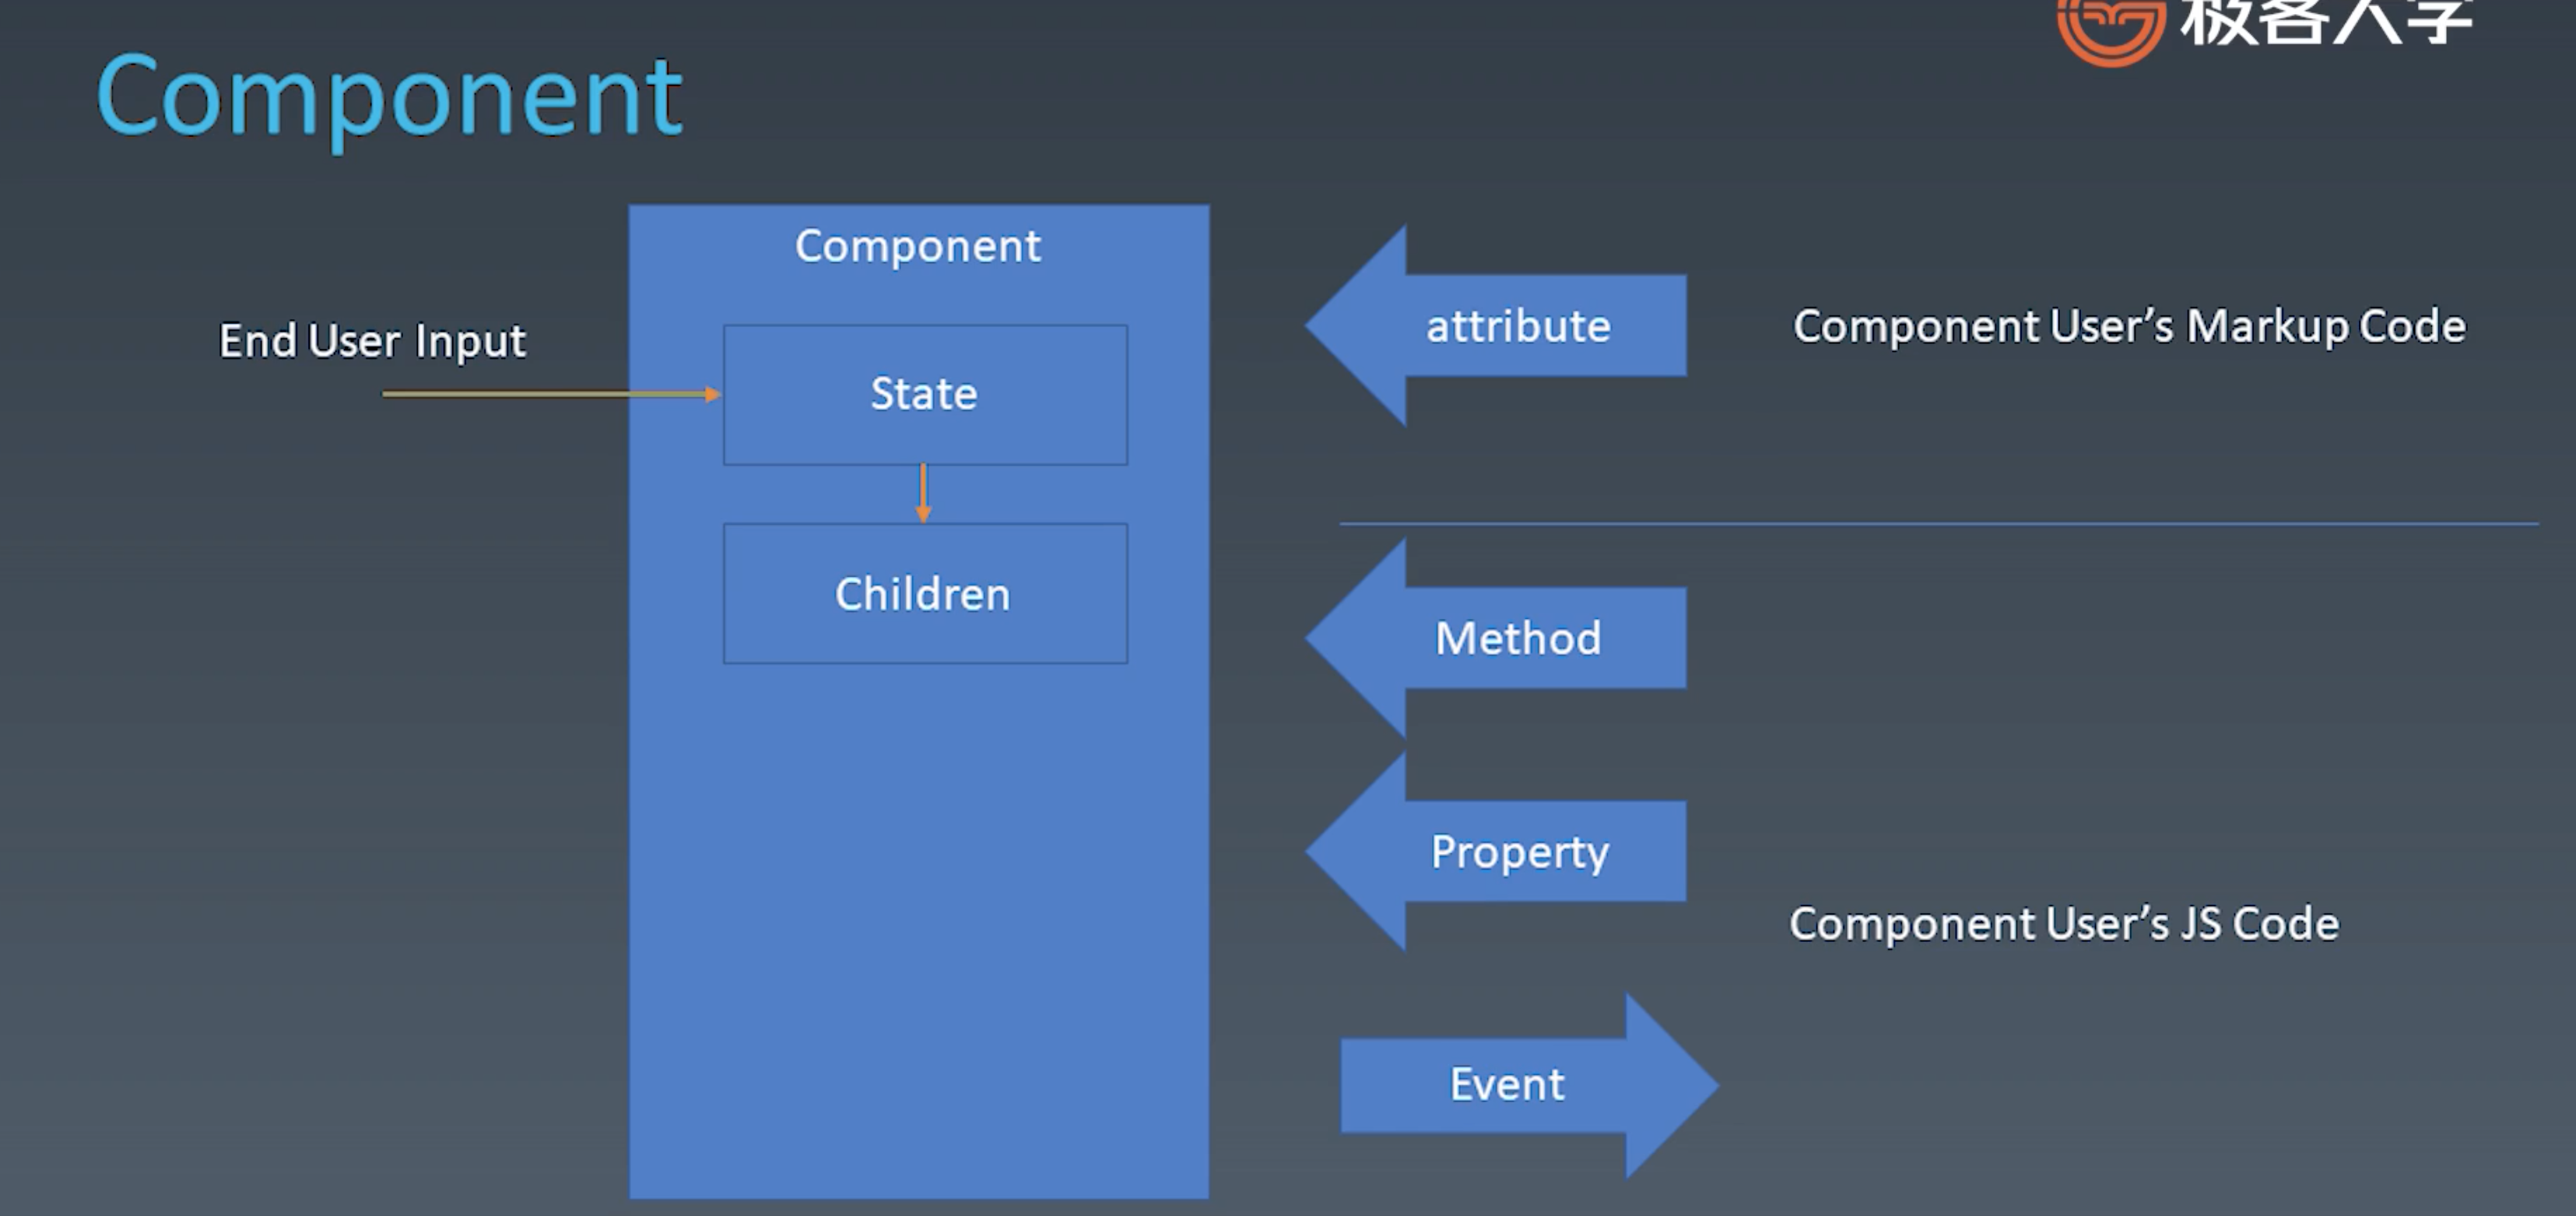 极客大学
Component
Component
End User Input
State
Children
attribute
Component User’s Markup Code
Method
Property
Component User’s JS Code
Event